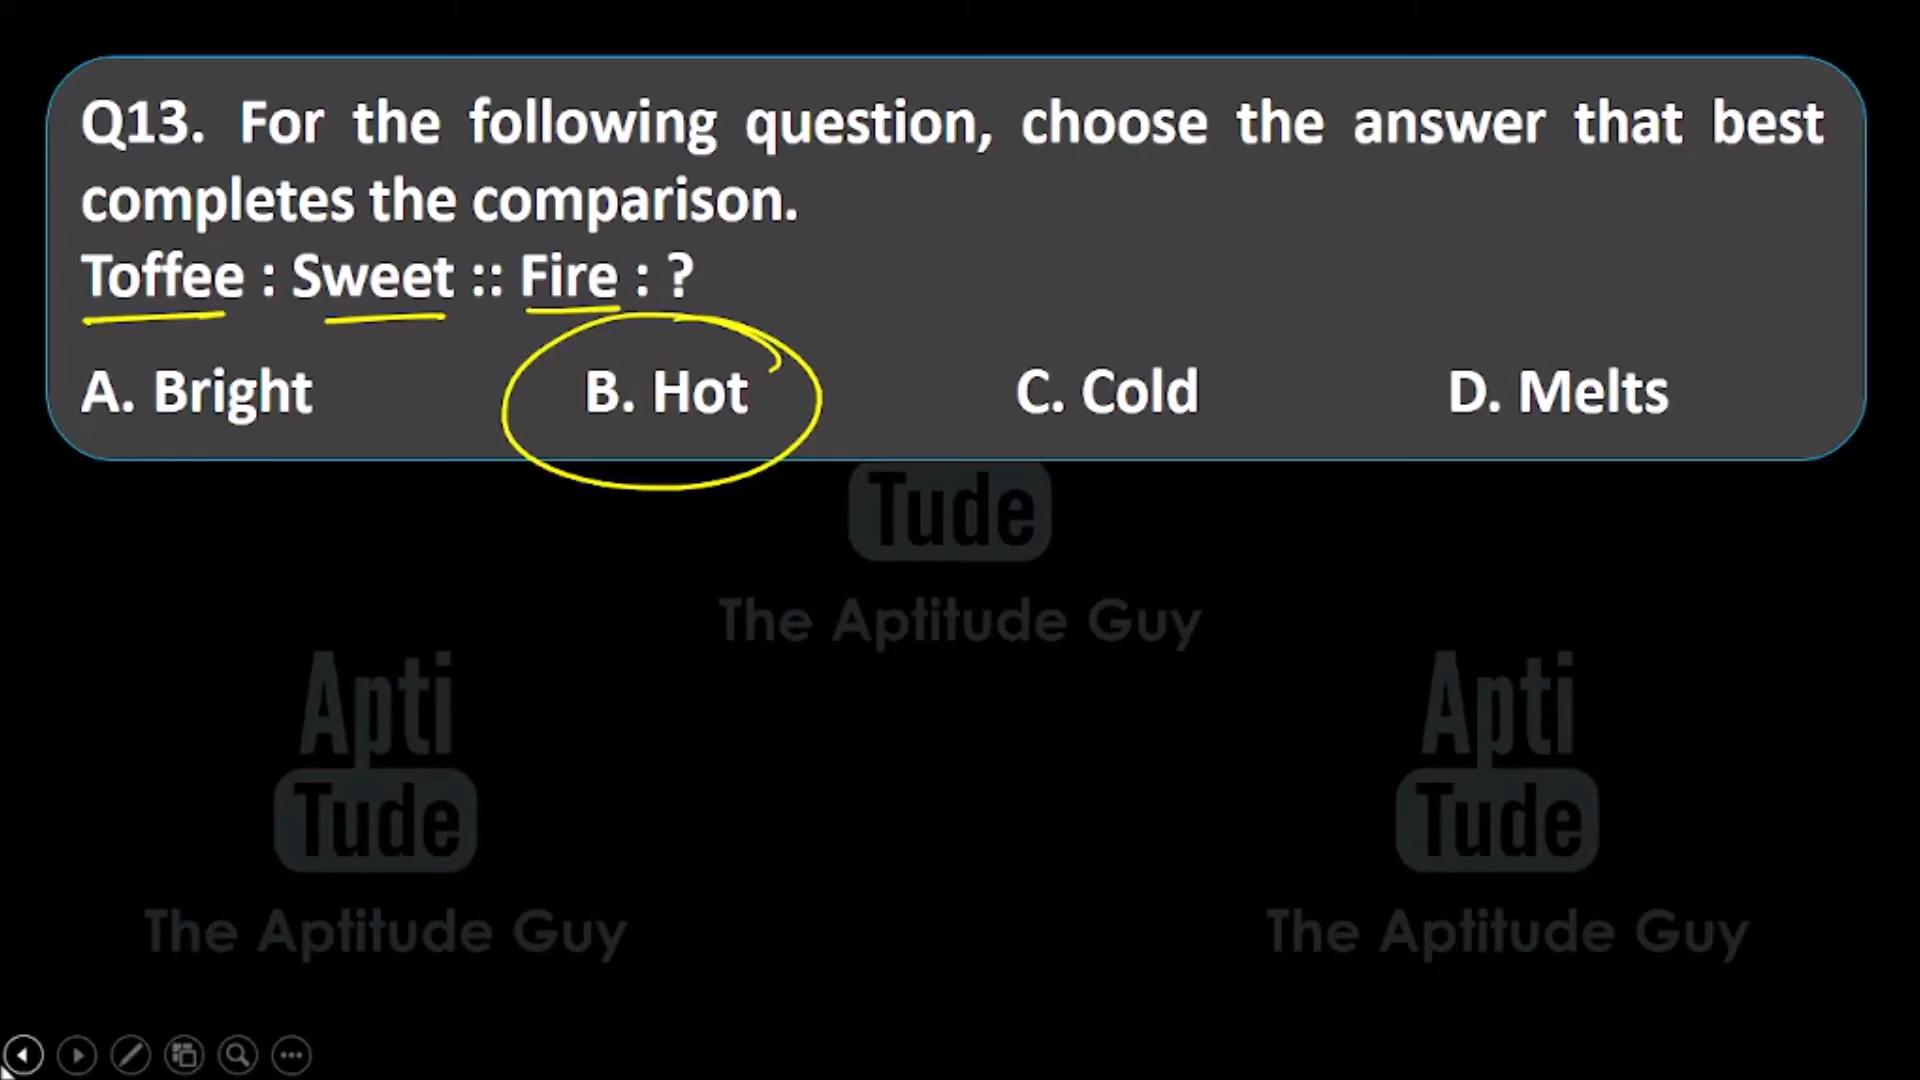 Q13. For the following question, choose the answer that best
completes the comparison.
Toffee : Sweet :: Fire : ?
A. Bright B. Hot C. Cold D. Melts
Tude
The Aptitude Guy
Apti
Tude
The Aptitude Guy
Apti
Tude
The Aptitude Guy